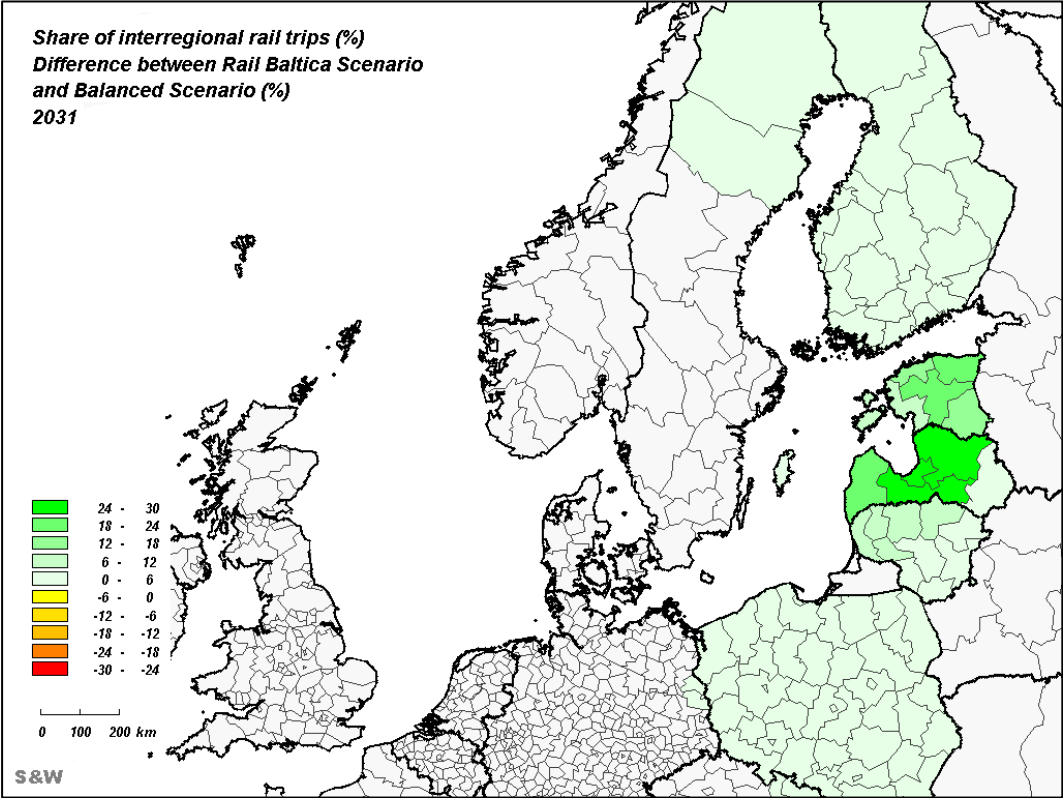 Share of interregional rail trips (%)
Difference between Rail Baltica Scenario
and Balanced Scenario (%)
2031
24 - 30
18 - 24
12 - 18
6 - 12
0 - 6
-6 - 0
-12 - -6
-18 - -12
-24 - -18
-30 - -24
0 100 200 km
S&W